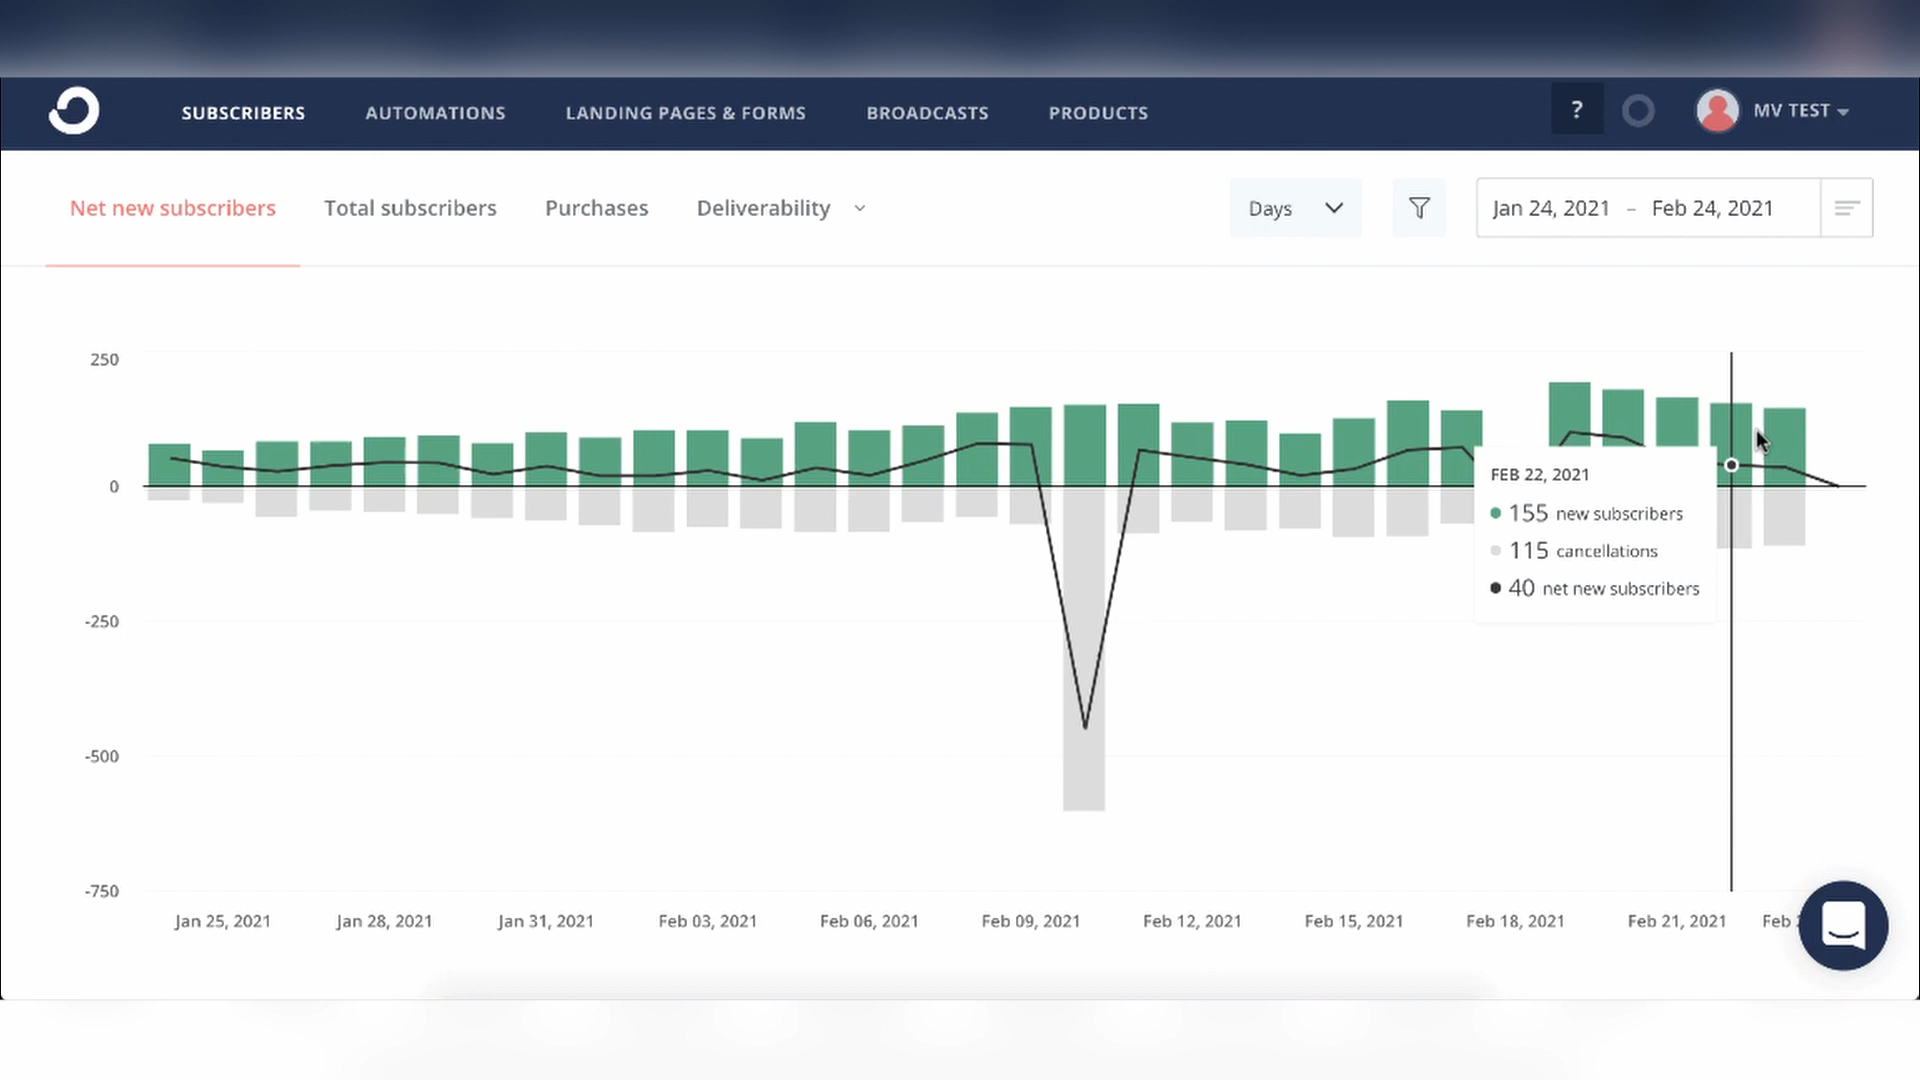 SUBSCRIBERS AUTOMATIONS LANDING PAGES & FORMS BROADCASTS PRODUCTS ? MV TEST
Net new subscribers Total subscribers Purchases Deliverability Days Jan 24, 2021 – Feb 24, 2021
250
0
-250
-500
-750
FEB 22, 2021
155 new subscribers
115 cancellations
40 net new subscribers
Jan 25, 2021 Jan 28, 2021 Jan 31, 2021 Feb 03, 2021 Feb 06, 2021 Feb 09, 2021 Feb 12, 2021 Feb 15, 2021 Feb 18, 2021 Feb 21, 2021 Feb